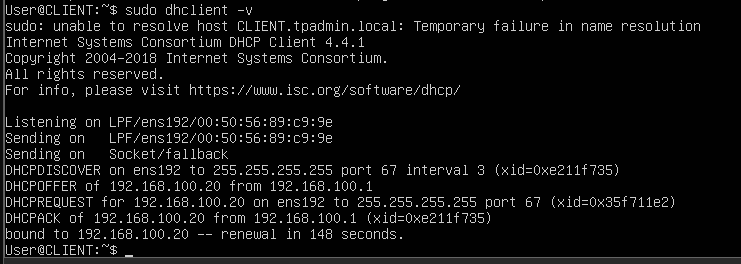 User@CLIENT:~$ sudo dhclient -v
sudo: unable to resolve host CLIENT.tpadmin.local: Temporary failure in name resolution
Internet Systems Consortium DHCP Client 4.4.1
Copyright 2004-2018 Internet Systems Consortium.
All rights reserved.
For info, please visit https://www.isc.org/software/dhcp/
Listening on LPF/ens192/00:50:56:89:c9:9e
Sending on   LPF/ens192/00:50:56:89:c9:9e
Sending on   Socket/fallback
DHCPDISCOVER on ens192 to 255.255.255.255 port 67 interval 3 (xid=0xe211f735)
DHCPOFFER of 192.168.100.20 from 192.168.100.1
DHCPREQUEST for 192.168.100.20 on ens192 to 255.255.255.255 port 67 (xid=0x35f711e2)
DHCPACK of 192.168.100.20 from 192.168.100.1 (xid=0xe211f735)
bound to 192.168.100.20 -- renewal in 148 seconds.
User@CLIENT:~$ _